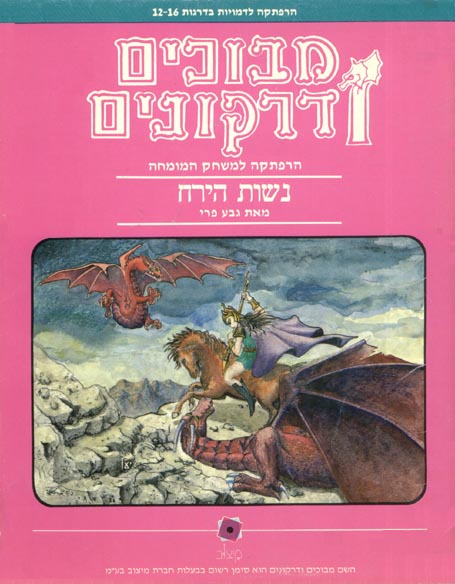 הרפתקה לדמויות בדרגות 12-16
מבוכים
ודרקונים
הרפתקה למשחק המומחה
נשות הירח
מאת גבע פרי
מיצוב
השם מבוכים ודרקונים הוא סימן רשום בבעלות חברת מיצוב בע״מ